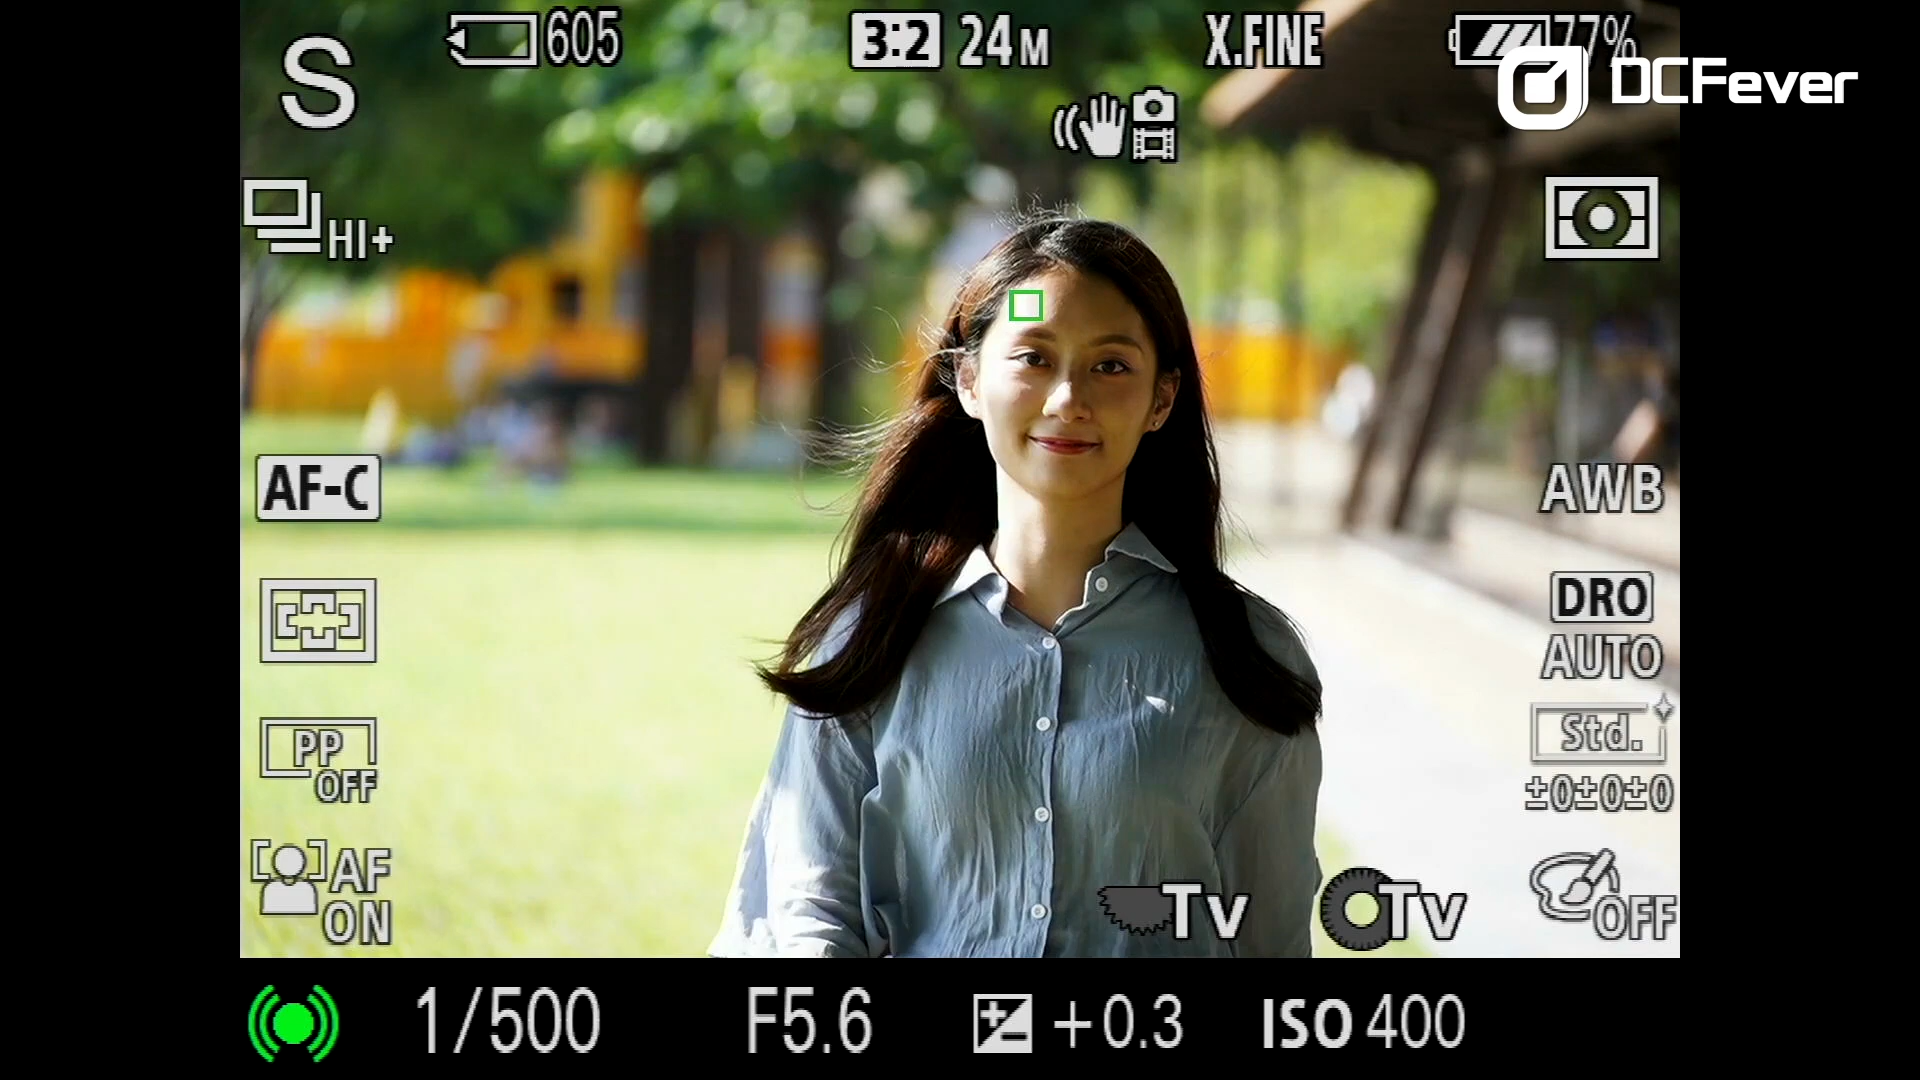 S
605
3:2 24M
X.FINE
77%
DCFever
HI+
AF-C
AWB
DRO
AUTO
PP
OFF
Std.
±0±0±0
AF
ON
Tv
Tv
OFF
1/500
F5.6
+0.3
ISO 400